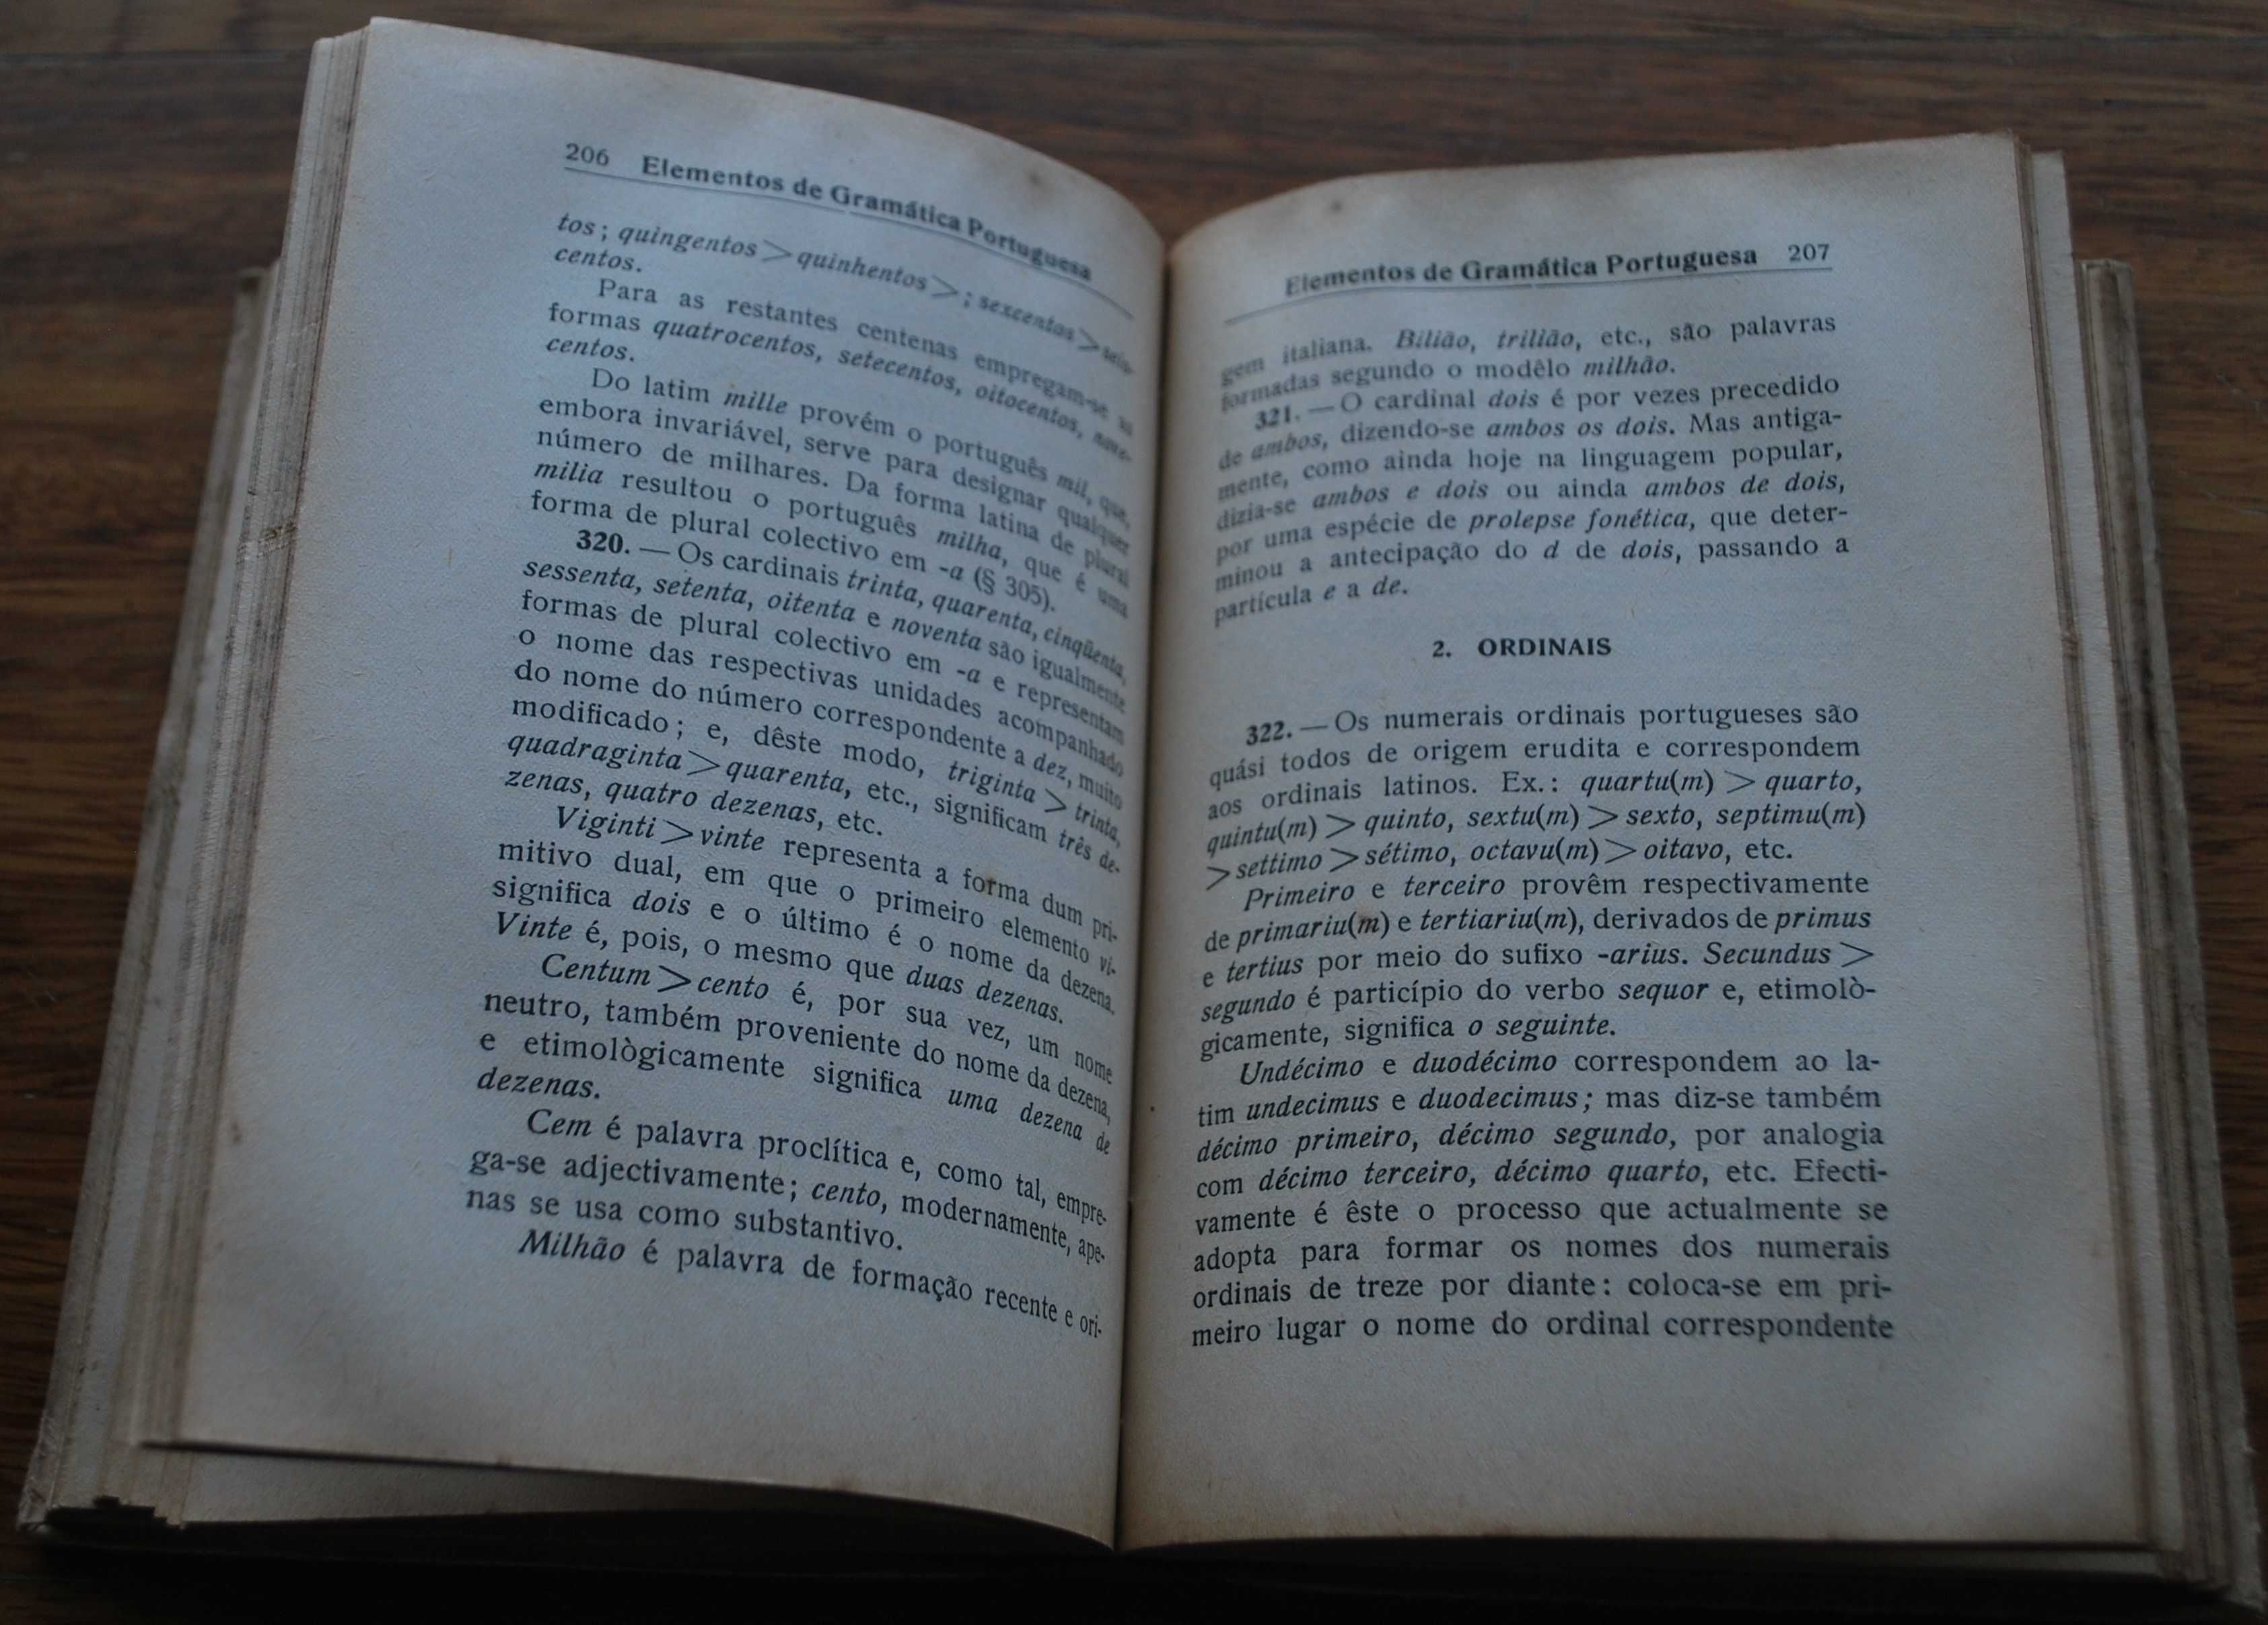 206 Elementos de Gramática Portuguesa
tos; quingentos > quinhentos >; sexcentos > seis-
centos.
Para as restantes centenas empregam-se as
formas quatrocentos, setecentos, oitocentos, nove-
centos.
Do latim mille provém o português mil, que,
embora invariável, serve para designar qualquer
número de milhares. Da forma latina de plural
milia resultou o português milha, que é uma
forma de plural colectivo em -a (§ 305).
320. — Os cardinais trinta, quarenta, cinqüenta,
sessenta, setenta, oitenta e noventa são igualmente
formas de plural colectivo em -a e representam
o nome das respectivas unidades acompanhado
do nome do número correspondente a dez, muito
modificado; e, dêste modo, triginta > trinta,
quadraginta > quarenta, etc., significam três de-
zenas, quatro dezenas, etc.
Viginti > vinte representa a forma dum pri-
mitivo dual, em que o primeiro elemento vi-
significa dois e o último é o nome da dezena.
Vinte é, pois, o mesmo que duas dezenas.
Centum > cento é, por sua vez, um nome
neutro, também proveniente do nome da dezena,
e etimològicamente significa uma dezena de
dezenas.
Cem é palavra proclítica e, como tal, empre-
ga-se adjectivamente; cento, modernamente, ape-
nas se usa como substantivo.
Milhão é palavra de formação recente e ori-
Elementos de Gramática Portuguesa 207
gem italiana. Bilião, trilião, etc., são palavras
formadas segundo o modêlo milhão.
321. — O cardinal dois é por vezes precedido
de ambos, dizendo-se ambos os dois. Mas antiga-
mente, como ainda hoje na linguagem popular,
dizia-se ambos e dois ou ainda ambos de dois,
por uma espécie de prolepse fonética, que deter-
minou a antecipação do d de dois, passando a
partícula e a de.
2. ORDINAIS
322. — Os numerais ordinais portugueses são
quási todos de origem erudita e correspondem
aos ordinais latinos. Ex.: quartu(m) > quarto,
quintu(m) > quinto, sextu(m) > sexto, septimu(m)
> settimo > sétimo, octavu(m) > oitavo, etc.
Primeiro e terceiro provêm respectivamente
de primariu(m) e tertiariu(m), derivados de primus
e tertius por meio do sufixo -arius. Secundus >
segundo é particípio do verbo sequor e, etimolò-
gicamente, significa o seguinte.
Undécimo e duodécimo correspondem ao la-
tim undecimus e duodecimus; mas diz-se também
décimo primeiro, décimo segundo, por analogia
com décimo terceiro, décimo quarto, etc. Efecti-
vamente é êste o processo que actualmente se
adopta para formar os nomes dos numerais
ordinais de treze por diante: coloca-se em pri-
meiro lugar o nome do ordinal correspondente